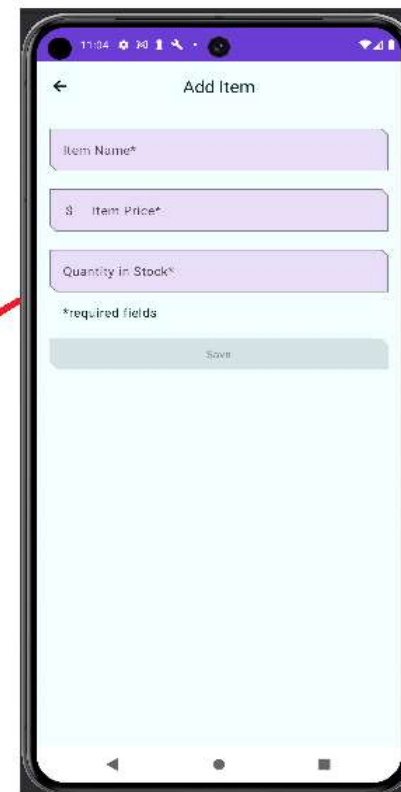 11:04
Add Item
Item Name*
$ Item Price*
Quantity in Stock*
*required fields
Save